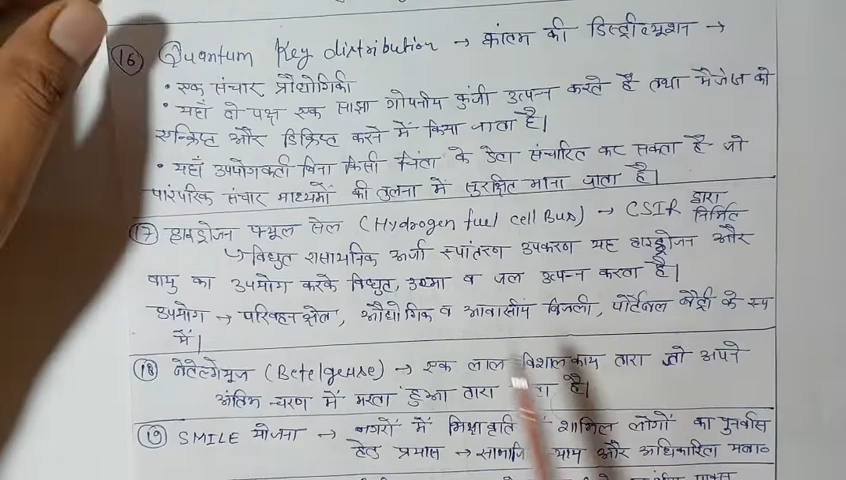 16 Quantum Key distribution → क्वांटम की डिस्ट्रीब्यूशन →
• एक संचार प्रौद्योगिकी
• यहाँ दो पक्ष एक साझा गोपनीय कुंजी उत्पन्न करते हैं तथा मैसेज को
एन्क्रिप्ट और डिक्रिप्ट करने में किया जाता है।
• यहाँ उपयोगकर्ता बिना किसी चिंता के डेटा संचारित कर सकता है जो
पारंपरिक संचार माध्यमों की तुलना में सुरक्षित माना जाता है।
17 हाइड्रोजन फ्यूल सेल (Hydrogen fuel cell Bus) → CSIR द्वारा निर्मित
विद्युत रासायनिक ऊर्जा रूपांतरण उपकरण यह हाइड्रोजन और
वायु का उपयोग करके विद्युत, उष्मा व जल उत्पन्न करता है।
उपयोग → परिवहन क्षेत्र, औद्योगिक व आवासीय बिजली, पोर्टेबल बैट्री के रूप
में।
18 बेतेल्गेयूज (Betelgeuse) → एक लाल विशालकाय तारा जो अपने
अंतिम चरण में मरता हुआ तारा है।
19 SMILE योजना → नगरों में भिक्षावृति में शामिल लोगों का पुनर्वास
हेतु प्रयास → सामाजि न्याय और अधिकारिता मंत्रा०